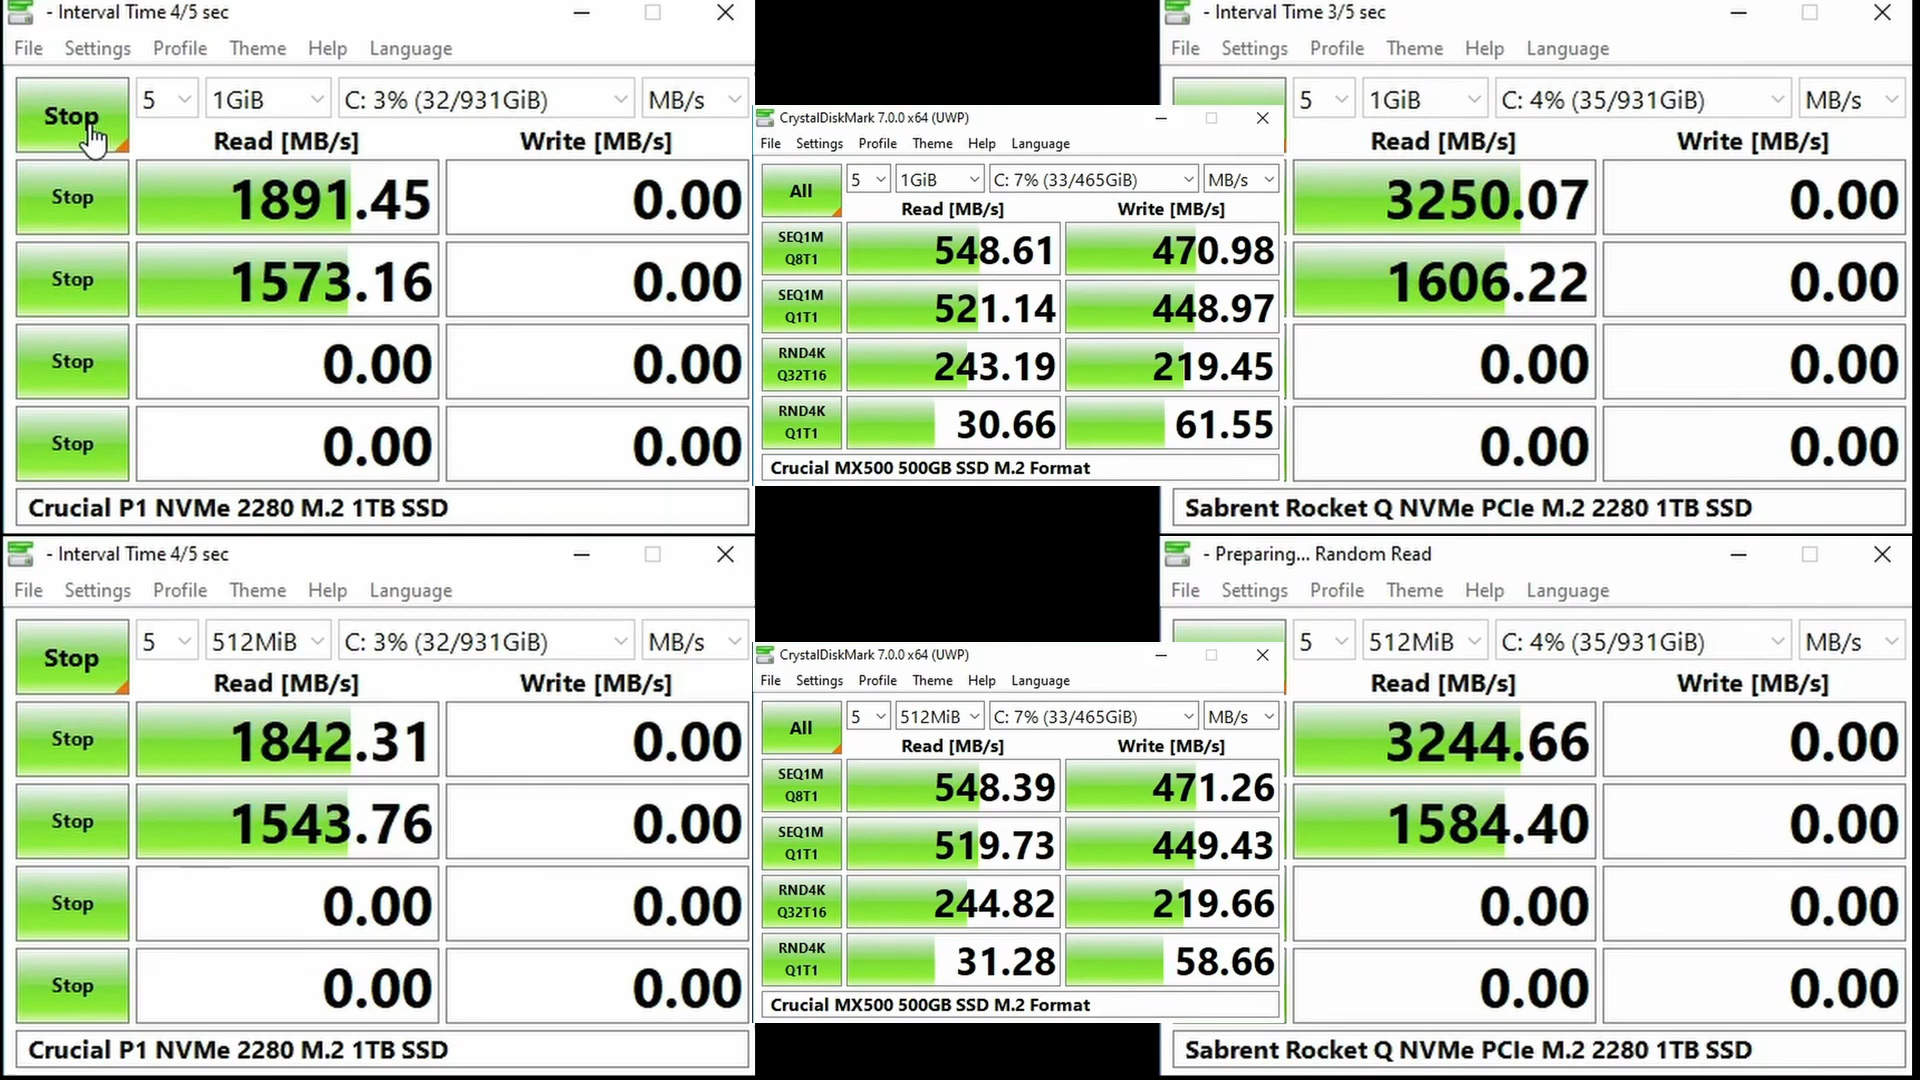 - Interval Time 4/5 sec
File Settings Profile Theme Help Language
Stop 5 1GiB C: 3% (32/931GiB) MB/s
Read [MB/s] Write [MB/s]
Stop 1891.45 0.00
Stop 1573.16 0.00
Stop 0.00 0.00
Stop 0.00 0.00
Crucial P1 NVMe 2280 M.2 1TB SSD
CrystalDiskMark 7.0.0 x64 (UWP)
File Settings Profile Theme Help Language
All 5 1GiB C: 7% (33/465GiB) MB/s
Read [MB/s] Write [MB/s]
SEQ1M Q8T1 548.61 470.98
SEQ1M Q1T1 521.14 448.97
RND4K Q32T16 243.19 219.45
RND4K Q1T1 30.66 61.55
Crucial MX500 500GB SSD M.2 Format
- Interval Time 3/5 sec
File Settings Profile Theme Help Language
5 1GiB C: 4% (35/931GiB) MB/s
Read [MB/s] Write [MB/s]
3250.07 0.00
1606.22 0.00
0.00 0.00
0.00 0.00
Sabrent Rocket Q NVMe PCIe M.2 2280 1TB SSD
- Interval Time 4/5 sec
File Settings Profile Theme Help Language
Stop 5 512MiB C: 3% (32/931GiB) MB/s
Read [MB/s] Write [MB/s]
Stop 1842.31 0.00
Stop 1543.76 0.00
Stop 0.00 0.00
Stop 0.00 0.00
Crucial P1 NVMe 2280 M.2 1TB SSD
CrystalDiskMark 7.0.0 x64 (UWP)
File Settings Profile Theme Help Language
All 5 512MiB C: 7% (33/465GiB) MB/s
Read [MB/s] Write [MB/s]
SEQ1M Q8T1 548.39 471.26
SEQ1M Q1T1 519.73 449.43
RND4K Q32T16 244.82 219.66
RND4K Q1T1 31.28 58.66
Crucial MX500 500GB SSD M.2 Format
- Preparing... Random Read
File Settings Profile Theme Help Language
5 512MiB C: 4% (35/931GiB) MB/s
Read [MB/s] Write [MB/s]
3244.66 0.00
1584.40 0.00
0.00 0.00
0.00 0.00
Sabrent Rocket Q NVMe PCIe M.2 2280 1TB SSD